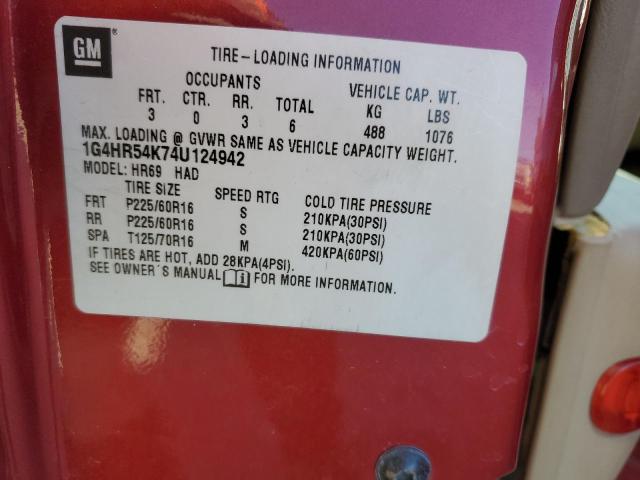 GM
TIRE-LOADING INFORMATION
OCCUPANTS VEHICLE CAP. WT.
FRT. CTR. RR. TOTAL KG LBS
3 0 3 6 488 1076
MAX. LOADING @ GVWR SAME AS VEHICLE CAPACITY WEIGHT.
1G4HR54K74U124942
MODEL: HR69 HAD
TIRE SIZE SPEED RTG COLD TIRE PRESSURE
FRT P225/60R16 S 210KPA(30PSI)
RR P225/60R16 S 210KPA(30PSI)
SPA T125/70R16 M 420KPA(60PSI)
IF TIRES ARE HOT, ADD 28KPA(4PSI).
SEE OWNER'S MANUAL FOR MORE INFORMATION.